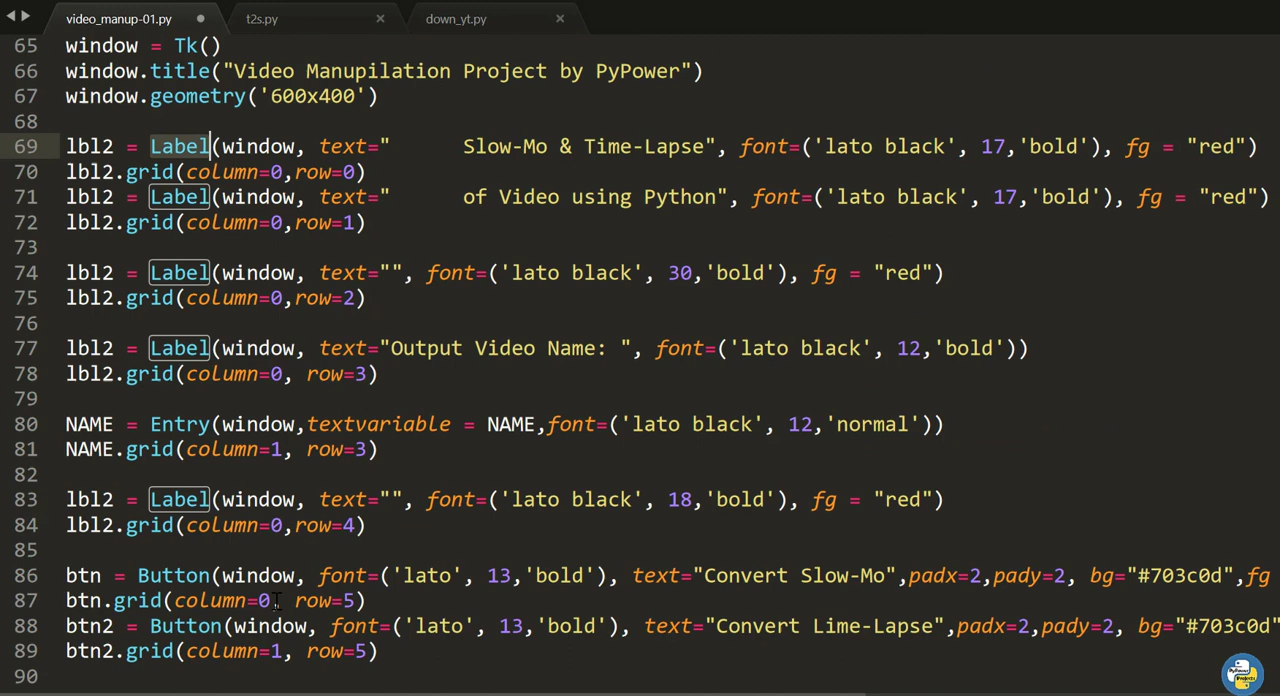 video_manup-01.py t2s.py down_yt.py
65 window = Tk()
66 window.title("Video Manupilation Project by PyPower")
67 window.geometry('600x400')
68
69 lbl2 = Label(window, text="      Slow-Mo & Time-Lapse", font=('lato black', 17,'bold'), fg = "red")
70 lbl2.grid(column=0,row=0)
71 lbl2 = Label(window, text="      of Video using Python", font=('lato black', 17,'bold'), fg = "red")
72 lbl2.grid(column=0,row=1)
73
74 lbl2 = Label(window, text="", font=('lato black', 30,'bold'), fg = "red")
75 lbl2.grid(column=0,row=2)
76
77 lbl2 = Label(window, text="Output Video Name: ", font=('lato black', 12,'bold'))
78 lbl2.grid(column=0, row=3)
79
80 NAME = Entry(window,textvariable = NAME,font=('lato black', 12,'normal'))
81 NAME.grid(column=1, row=3)
82
83 lbl2 = Label(window, text="", font=('lato black', 18,'bold'), fg = "red")
84 lbl2.grid(column=0,row=4)
85
86 btn = Button(window, font=('lato', 13,'bold'), text="Convert Slow-Mo",padx=2,pady=2, bg="#703c0d",fg
87 btn.grid(column=0, row=5)
88 btn2 = Button(window, font=('lato', 13,'bold'), text="Convert Lime-Lapse",padx=2,pady=2, bg="#703c0d"
89 btn2.grid(column=1, row=5)
90